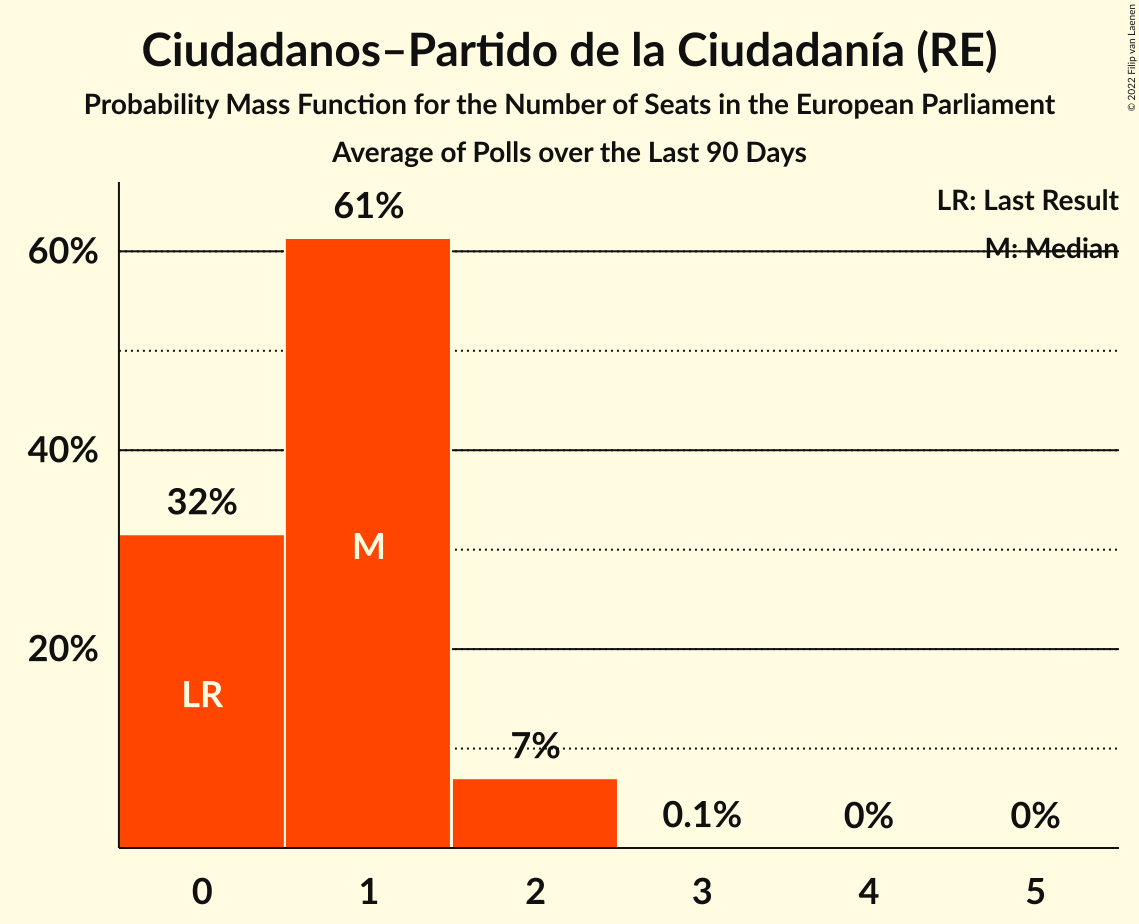 Ciudadanos–Partido de la Ciudadanía (RE)
Probability Mass Function for the Number of Seats in the European Parliament
Average of Polls over the Last 90 Days
© 2022 Filip van Laenen
LR: Last Result
M: Median
60%
40%
20%
61%
32%
7%
0.1%
0%
0%
M
LR
0
1
2
3
4
5